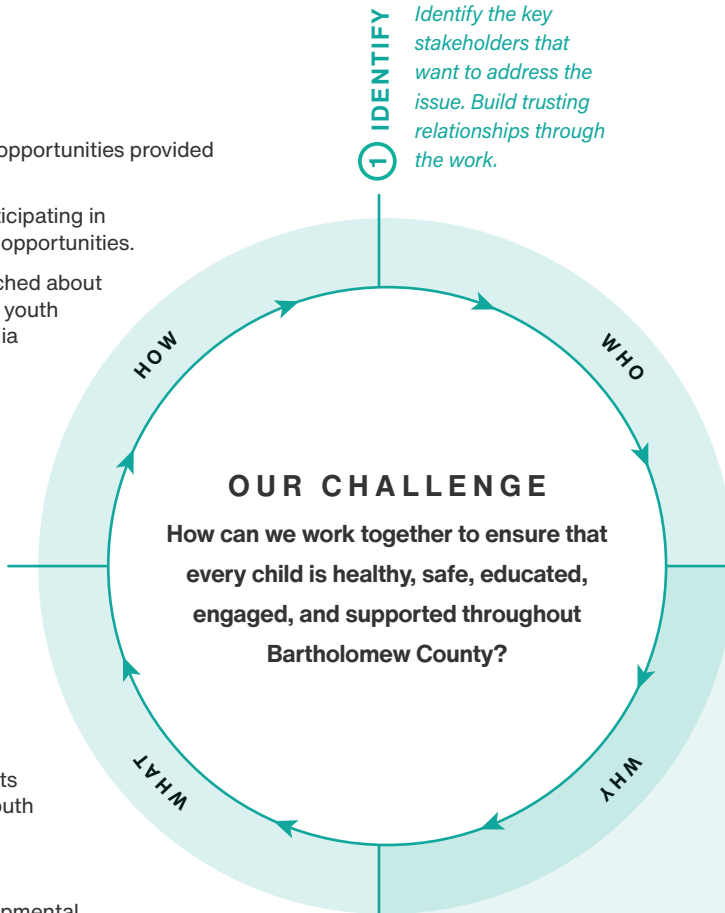 1 IDENTIFY
Identify the key
stakeholders that
want to address the
issue. Build trusting
relationships through
the work.
opportunities provided
ticipating in
opportunities.
ched about
youth
ia
HOW
WHO
OUR CHALLENGE
How can we work together to ensure that
every child is healthy, safe, educated,
engaged, and supported throughout
Bartholomew County?
WHAT
WHY
ts
outh
pmental